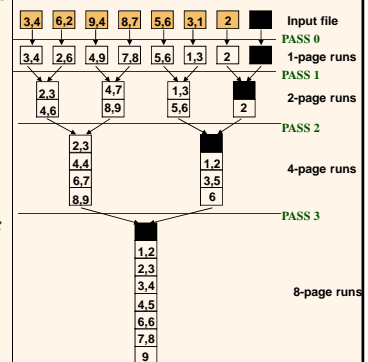 3,4 6,2 9,4 8,7 5,6 3,1 2 Input file
PASS 0
3,4 2,6 4,9 7,8 5,6 1,3 2 1-page runs
PASS 1
2,3 4,7 1,3 2-page runs
4,6 8,9 5,6 2
PASS 2
2,3
4,4 1,2 4-page runs
6,7 3,5
8,9 6
PASS 3
1,2
2,3
3,4 8-page runs
4,5
6,6
7,8
9